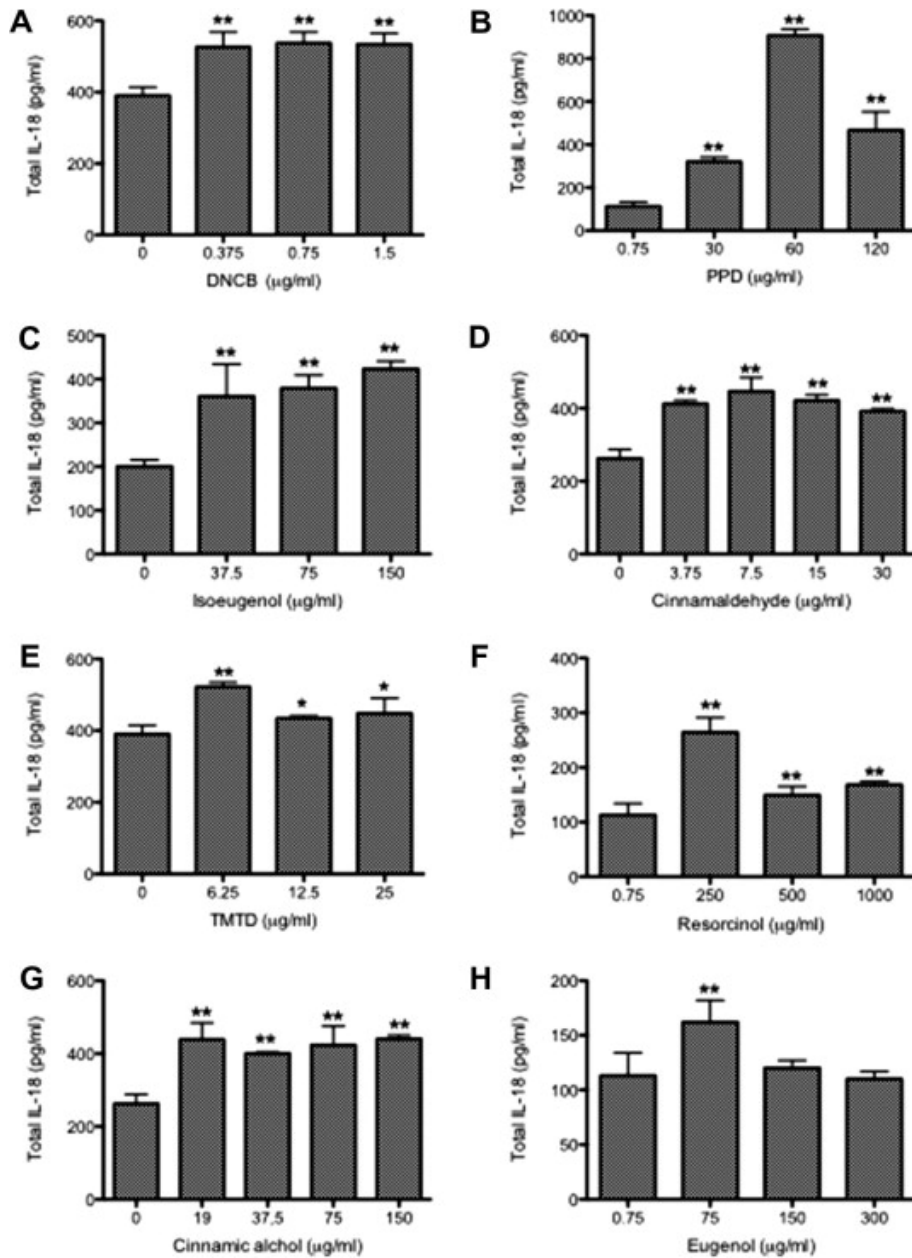 A
Total IL-18 (pg/ml)
600
400
200
0
** ** **
0 0.375 0.75 1.5
DNCB (μg/ml)
B
Total IL-18 (pg/ml)
1000
800
600
400
200
0
** ** **
0.75 30 60 120
PPD (μg/ml)
C
Total IL-18 (pg/ml)
500
400
300
200
100
0
** ** **
0 37.5 75 150
Isoeugenol (μg/ml)
D
Total IL-18 (pg/ml)
600
400
200
0
** ** ** **
0 3.75 7.5 15 30
Cinnamaldehyde (μg/ml)
E
Total IL-18 (pg/ml)
600
400
200
0
** * *
0 6.25 12.5 25
TMTD (μg/ml)
F
Total IL-18 (pg/ml)
400
300
200
100
0
** ** **
0.75 250 500 1000
Resorcinol (μg/ml)
G
Total IL-18 (pg/ml)
600
400
200
0
** ** ** **
0 19 37,5 75 150
Cinnamic alchol (μg/ml)
H
Total IL-18 (pg/ml)
200
150
100
50
0
**
0.75 75 150 300
Eugenol (μg/ml)